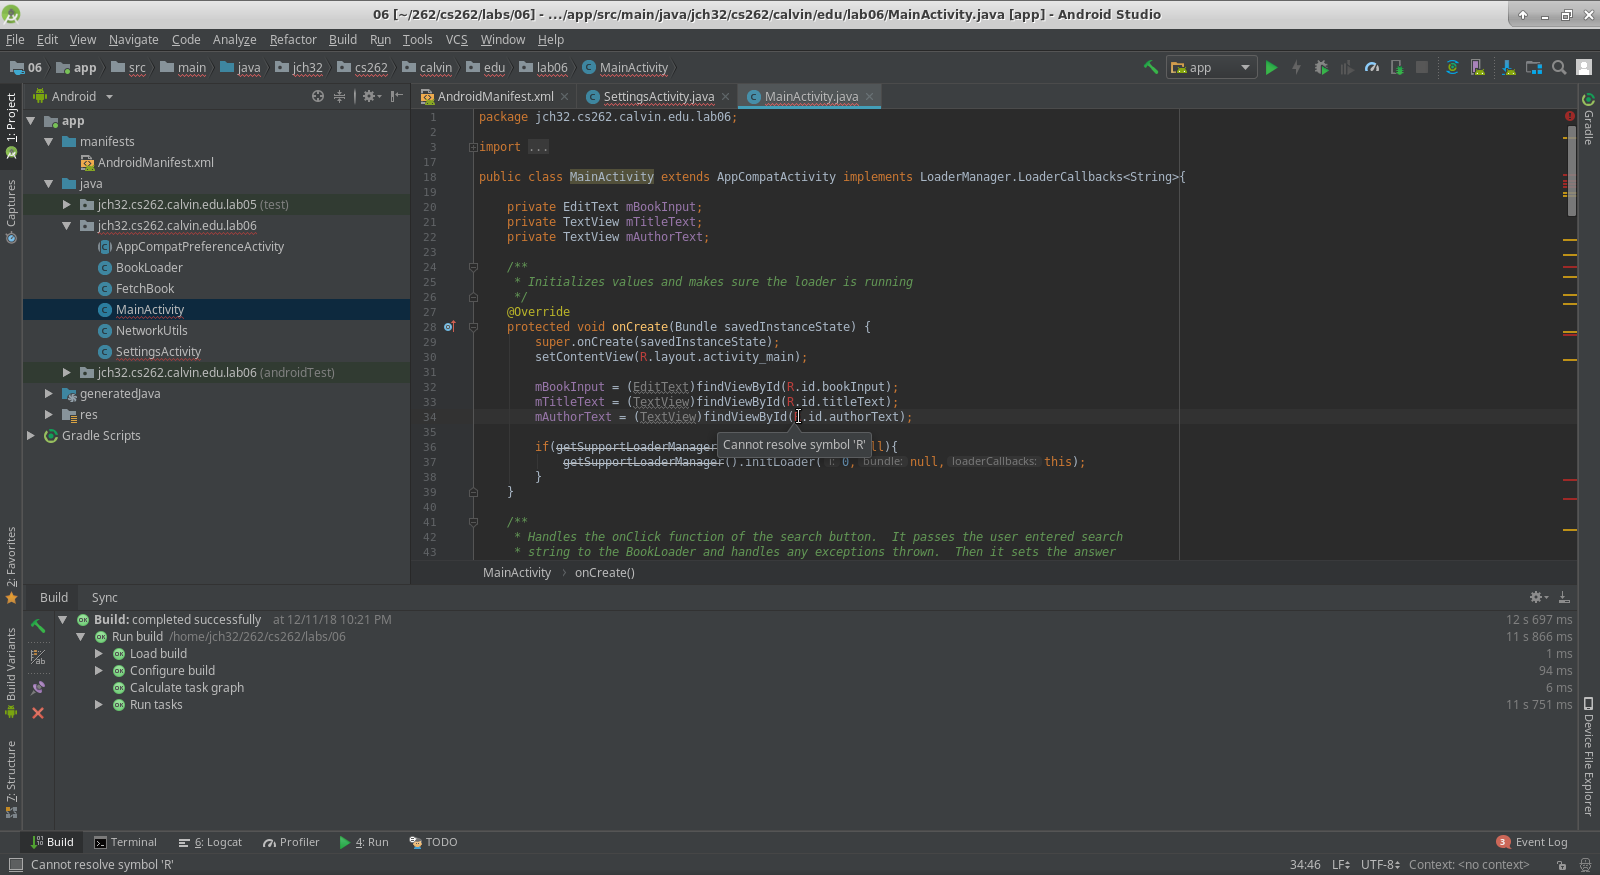 06 [~/262/cs262/labs/06] - .../app/src/main/java/jch32/cs262/calvin/edu/lab06/MainActivity.java [app] - Android Studio
File Edit View Navigate Code Analyze Refactor Build Run Tools VCS Window Help
06 app src main java jch32 cs262 calvin edu lab06 MainActivity app
Android AndroidManifest.xml SettingsActivity.java MainActivity.java
1: Project
Captures
2: Favorites
Build Variants
7: Structure
app
manifests
AndroidManifest.xml
java
jch32.cs262.calvin.edu.lab05 (test)
jch32.cs262.calvin.edu.lab06
AppCompatPreferenceActivity
BookLoader
FetchBook
MainActivity
NetworkUtils
SettingsActivity
jch32.cs262.calvin.edu.lab06 (androidTest)
generatedJava
res
Gradle Scripts
1 package jch32.cs262.calvin.edu.lab06;
2
3 import ...
17
18 public class MainActivity extends AppCompatActivity implements LoaderManager.LoaderCallbacks<String>{
19
20 private EditText mBookInput;
21 private TextView mTitleText;
22 private TextView mAuthorText;
23
24 /**
25 * Initializes values and makes sure the loader is running
26 */
27 @Override
28 protected void onCreate(Bundle savedInstanceState) {
29 super.onCreate(savedInstanceState);
30 setContentView(R.layout.activity_main);
31
32 mBookInput = (EditText)findViewById(R.id.bookInput);
33 mTitleText = (TextView)findViewById(R.id.titleText);
34 mAuthorText = (TextView)findViewById(R.id.authorText);
35
Cannot resolve symbol 'R'
36 if(getSupportLoaderManager ll){
37 getSupportLoaderManager().initLoader( i: 0, bundle: null, loaderCallbacks: this);
38 }
39 }
40
41 /**
42 * Handles the onClick function of the search button. It passes the user entered search
43 * string to the BookLoader and handles any exceptions thrown. Then it sets the answer
MainActivity › onCreate()
Gradle
Device File Explorer
Build Sync
Build: completed successfully at 12/11/18 10:21 PM 12 s 697 ms
Run build /home/jch32/262/cs262/labs/06 11 s 866 ms
Load build 1 ms
Configure build 94 ms
Calculate task graph 6 ms
Run tasks 11 s 751 ms
Build Terminal 6: Logcat Profiler 4: Run TODO 3 Event Log
Cannot resolve symbol 'R' 34:46 LF UTF-8 Context: <no context>